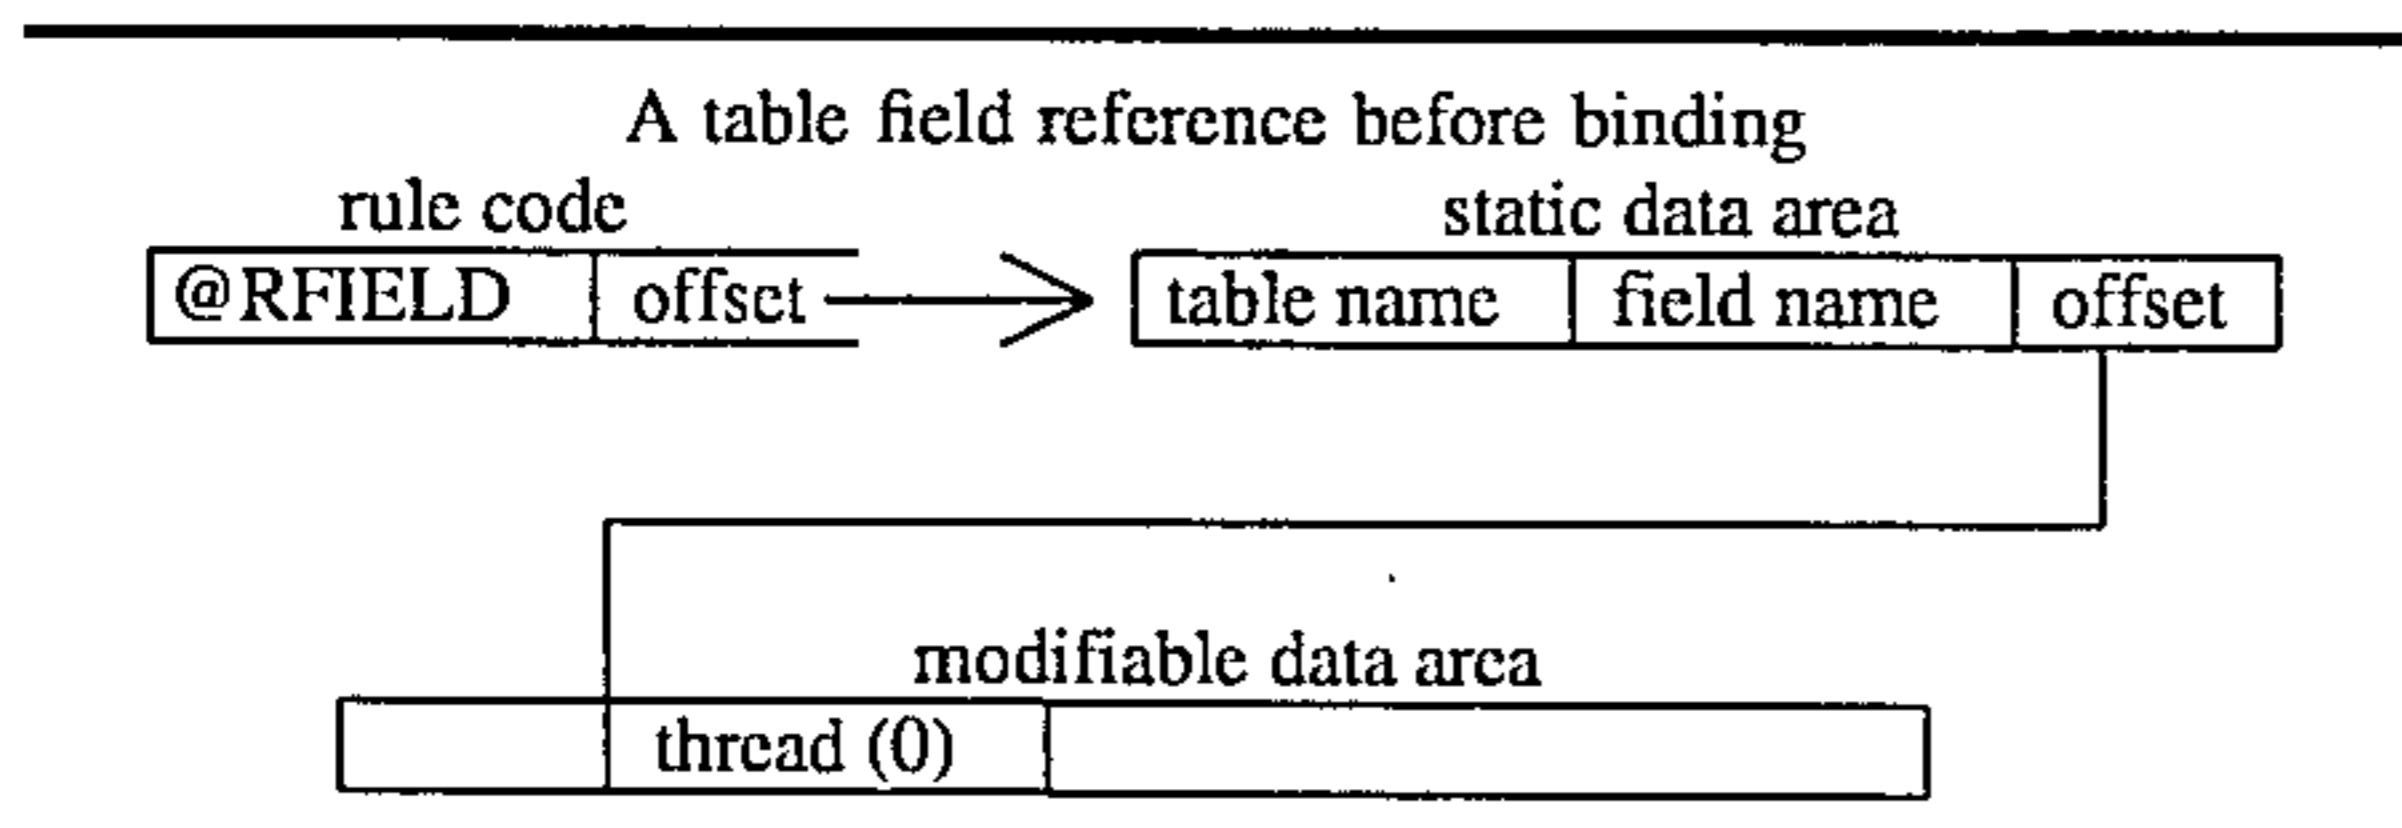 A table field reference before binding
rule code
static data area
@RFIELD offset
table name field name offset
modifiable data area
thread (0)